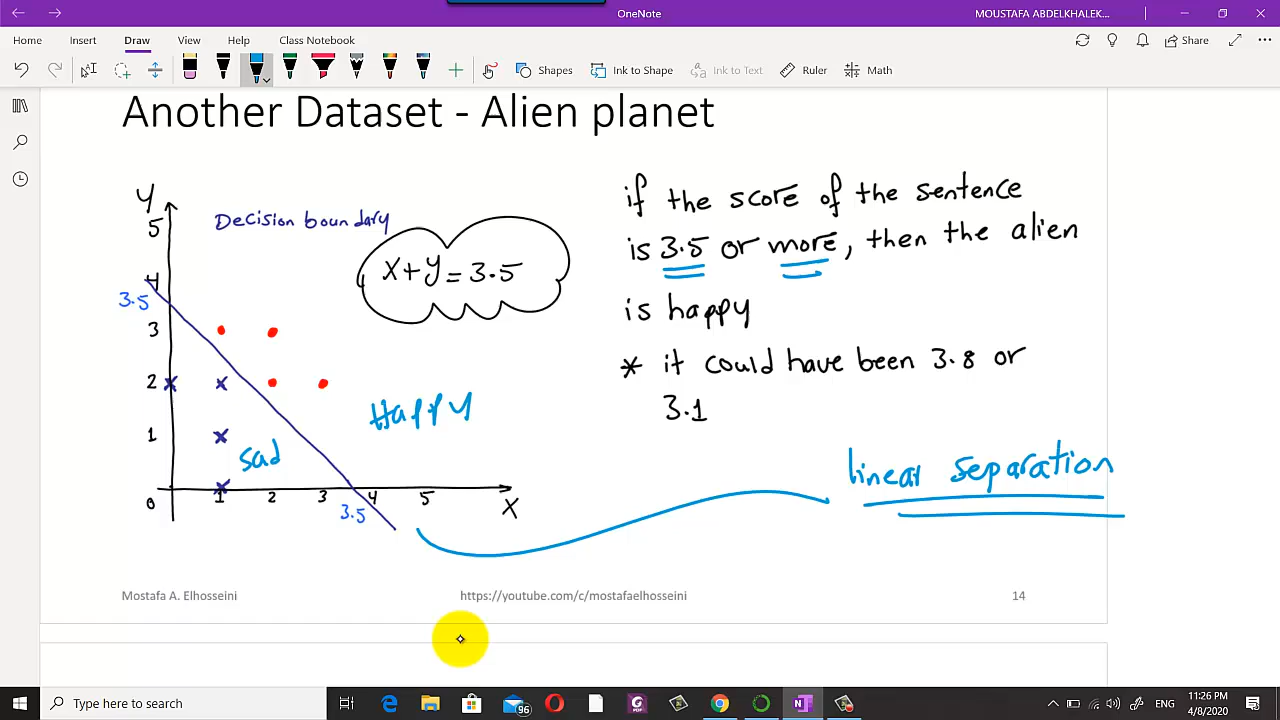 OneNote
MOUSTAFA ABDELKHALEK...
Home
Insert
Draw
View
Help
Class Notebook
Share
Shapes
Ink to Shape
Ink to Text
Ruler
Math
Another Dataset - Alien planet
Y
5
4
3.5
3
2
1
0
1
2
3
4
5
3.5
X
Decision boundary
X+Y=3.5
Happy
sad
if the score of the sentence
is 3.5 or more, then the alien
is happy
* it could have been 3.8 or
3.1
linear separation
Mostafa A. Elhosseini
https://youtube.com/c/mostafaelhosseini
14
Type here to search
96
ENG
11:26 PM
4/8/2020